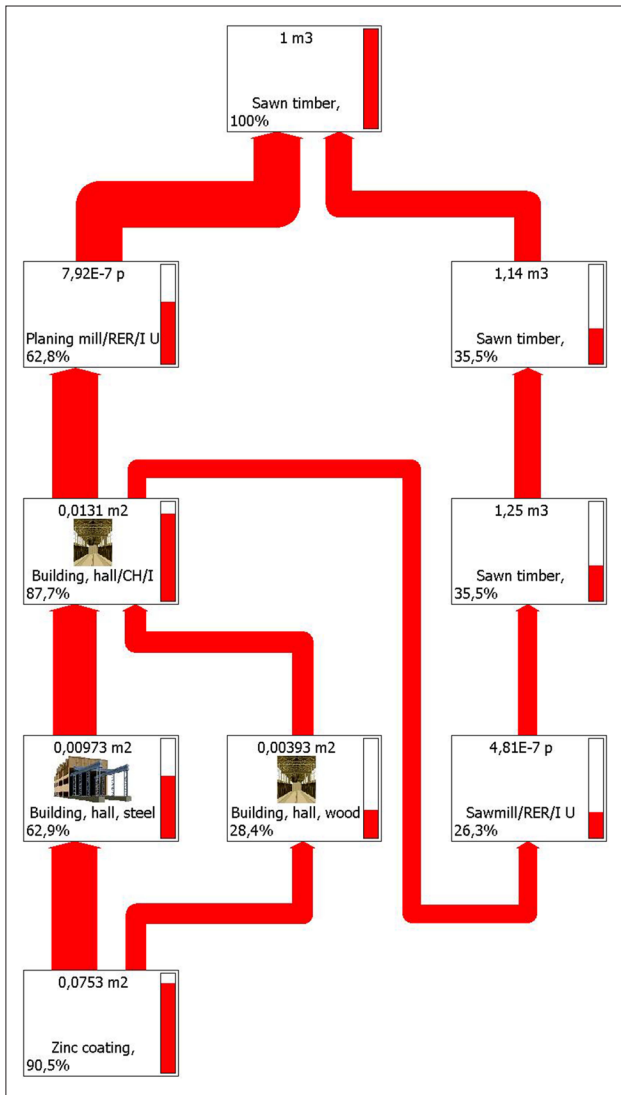 1 m3
Sawn timber,
100%
7,92E-7 p
Planing mill/RER/I U
62,8%
1,14 m3
Sawn timber,
35,5%
0,0131 m2
Building, hall/CH/I
87,7%
1,25 m3
Sawn timber,
35,5%
0,00973 m2
Building, hall, steel
62,9%
0,00393 m2
Building, hall, wood
28,4%
4,81E-7 p
Sawmill/RER/I U
26,3%
0,0753 m2
Zinc coating,
90,5%